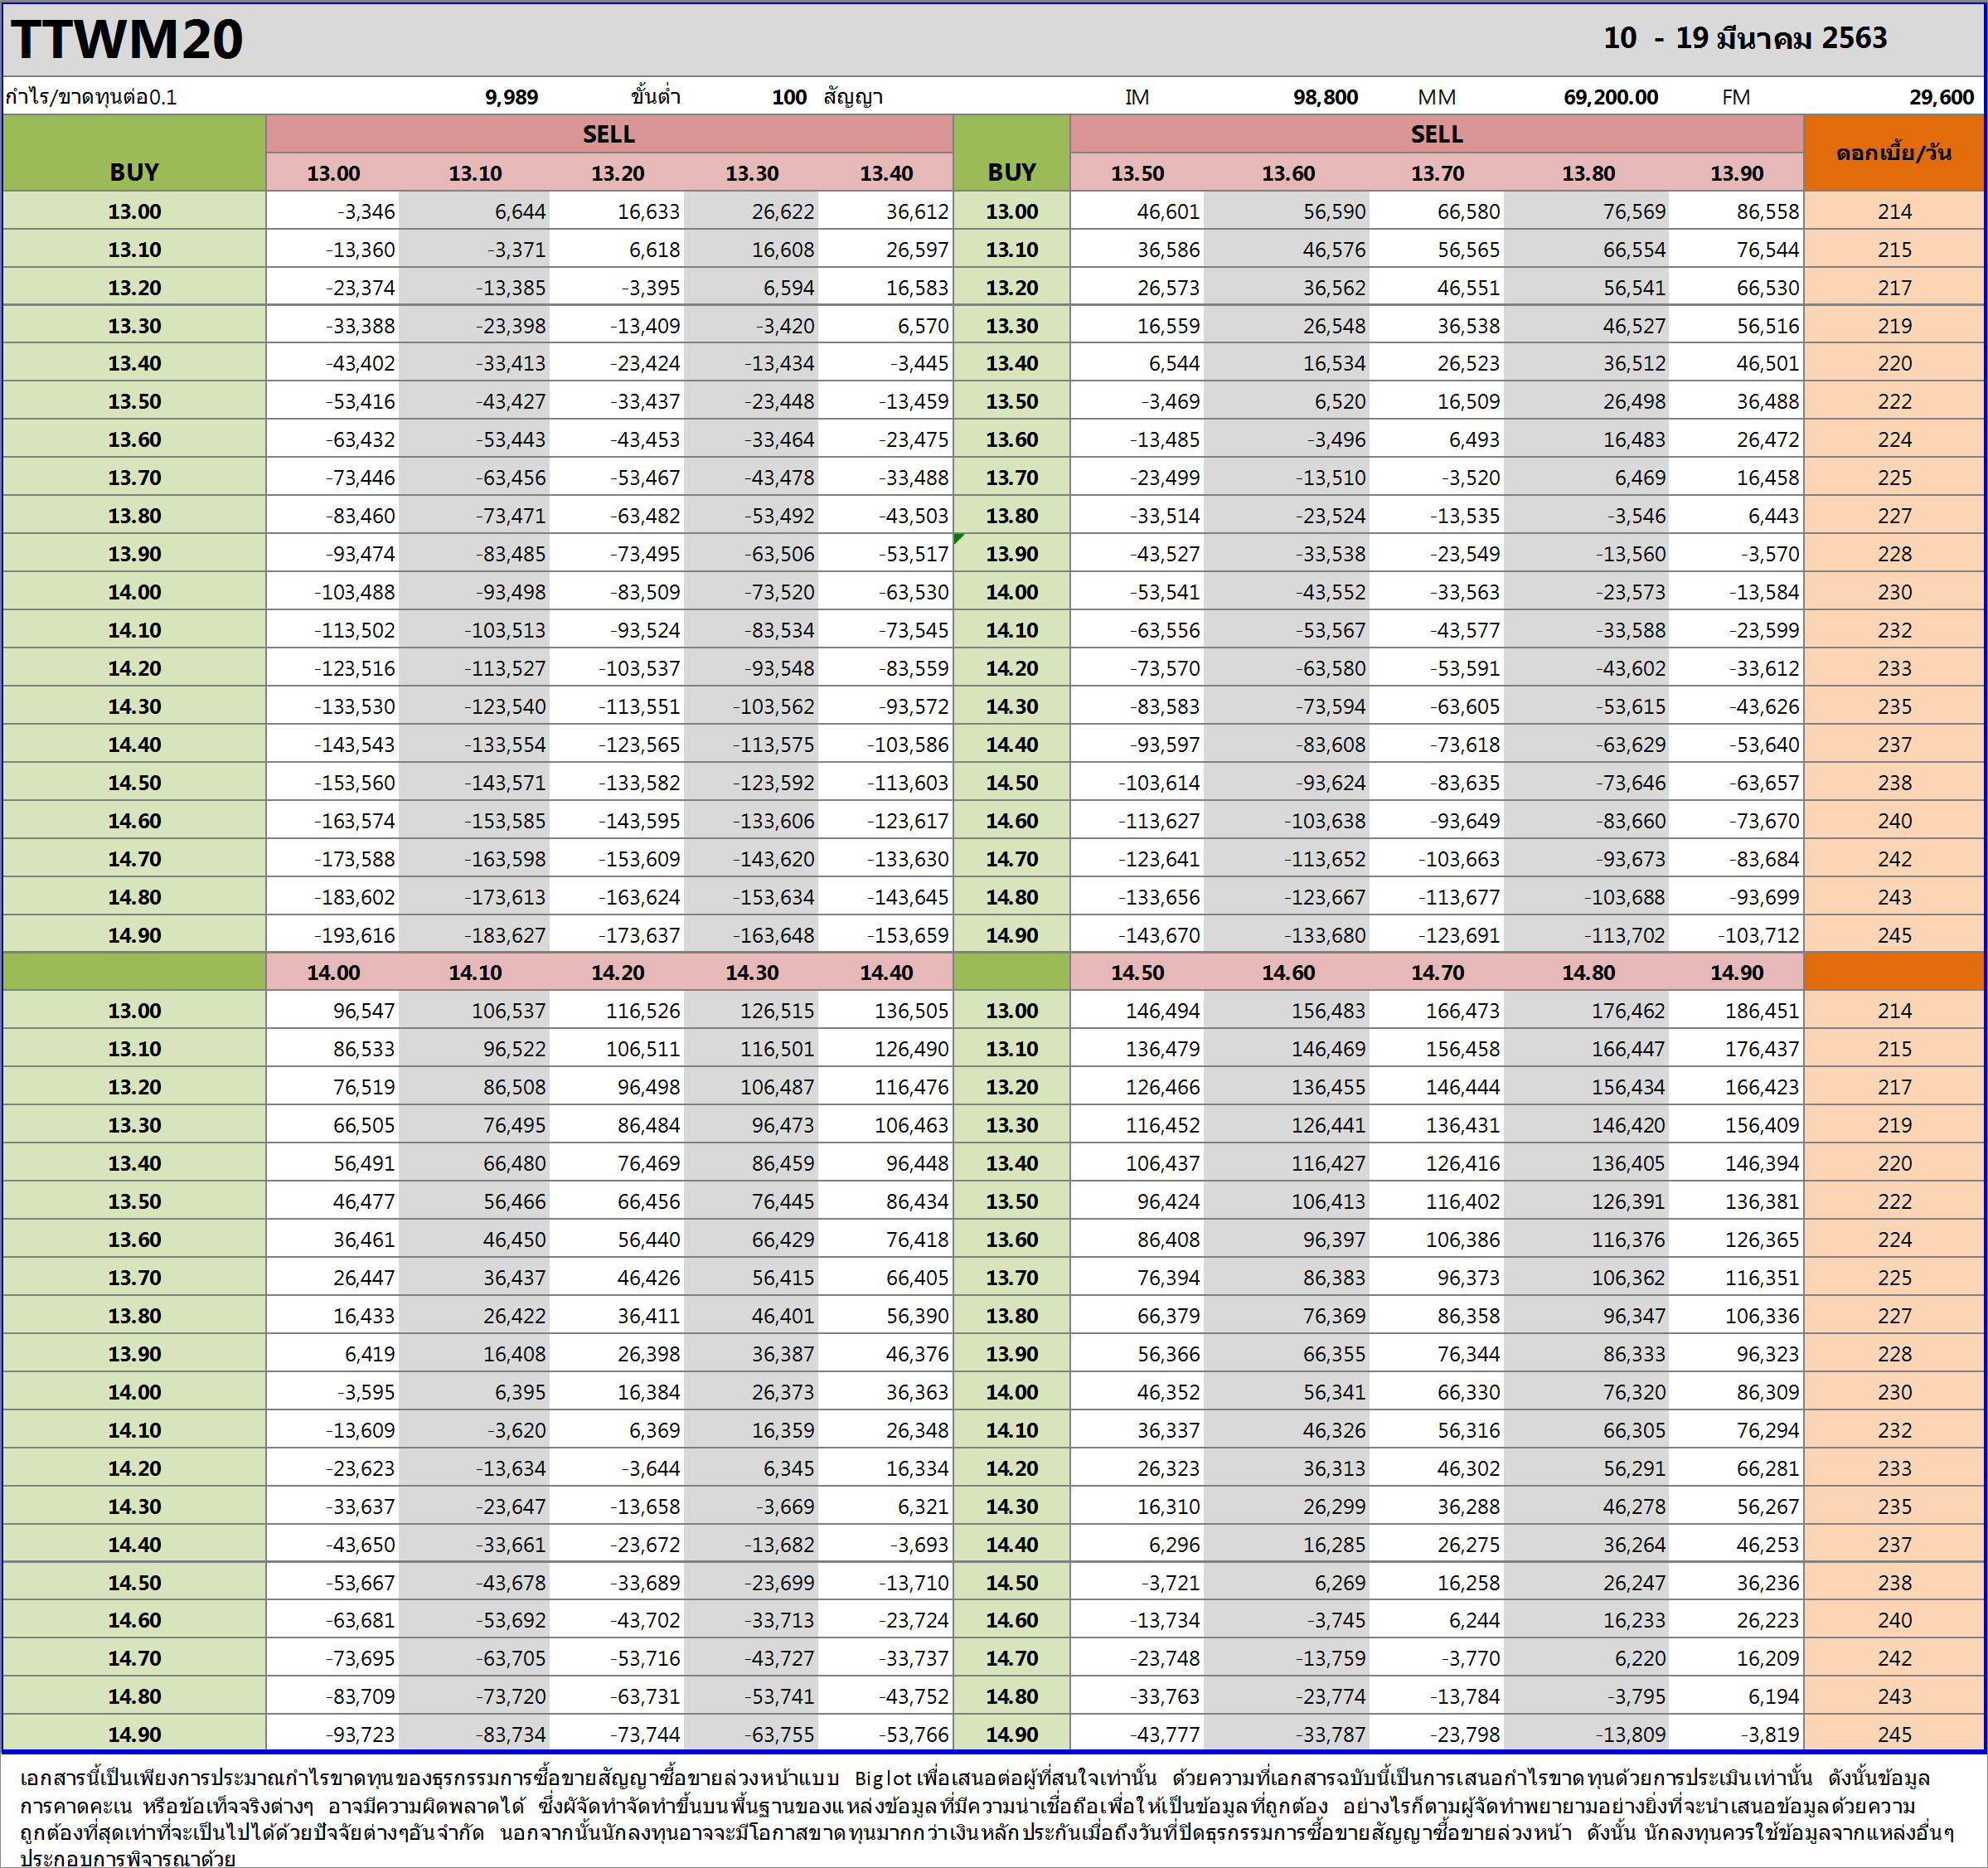 TTWM20 10 - 19 มีนาคม 2563
กำไร/ขาดทุนต่อ0.1 9,989 ขั้นต่ำ 100 สัญญา IM 98,800 MM 69,200.00 FM 29,600
BUY SELL BUY SELL ดอกเบี้ย/วัน
13.00 13.10 13.20 13.30 13.40 13.50 13.60 13.70 13.80 13.90
13.00 -3,346 6,644 16,633 26,622 36,612 13.00 46,601 56,590 66,580 76,569 86,558 214
13.10 -13,360 -3,371 6,618 16,608 26,597 13.10 36,586 46,576 56,565 66,554 76,544 215
13.20 -23,374 -13,385 -3,395 6,594 16,583 13.20 26,573 36,562 46,551 56,541 66,530 217
13.30 -33,388 -23,398 -13,409 -3,420 6,570 13.30 16,559 26,548 36,538 46,527 56,516 219
13.40 -43,402 -33,413 -23,424 -13,434 -3,445 13.40 6,544 16,534 26,523 36,512 46,501 220
13.50 -53,416 -43,427 -33,437 -23,448 -13,459 13.50 -3,469 6,520 16,509 26,498 36,488 222
13.60 -63,432 -53,443 -43,453 -33,464 -23,475 13.60 -13,485 -3,496 6,493 16,483 26,472 224
13.70 -73,446 -63,456 -53,467 -43,478 -33,488 13.70 -23,499 -13,510 -3,520 6,469 16,458 225
13.80 -83,460 -73,471 -63,482 -53,492 -43,503 13.80 -33,514 -23,524 -13,535 -3,546 6,443 227
13.90 -93,474 -83,485 -73,495 -63,506 -53,517 13.90 -43,527 -33,538 -23,549 -13,560 -3,570 228
14.00 -103,488 -93,498 -83,509 -73,520 -63,530 14.00 -53,541 -43,552 -33,563 -23,573 -13,584 230
14.10 -113,502 -103,513 -93,524 -83,534 -73,545 14.10 -63,556 -53,567 -43,577 -33,588 -23,599 232
14.20 -123,516 -113,527 -103,537 -93,548 -83,559 14.20 -73,570 -63,580 -53,591 -43,602 -33,612 233
14.30 -133,530 -123,540 -113,551 -103,562 -93,572 14.30 -83,583 -73,594 -63,605 -53,615 -43,626 235
14.40 -143,543 -133,554 -123,565 -113,575 -103,586 14.40 -93,597 -83,608 -73,618 -63,629 -53,640 237
14.50 -153,560 -143,571 -133,582 -123,592 -113,603 14.50 -103,614 -93,624 -83,635 -73,646 -63,657 238
14.60 -163,574 -153,585 -143,595 -133,606 -123,617 14.60 -113,627 -103,638 -93,649 -83,660 -73,670 240
14.70 -173,588 -163,598 -153,609 -143,620 -133,630 14.70 -123,641 -113,652 -103,663 -93,673 -83,684 242
14.80 -183,602 -173,613 -163,624 -153,634 -143,645 14.80 -133,656 -123,667 -113,677 -103,688 -93,699 243
14.90 -193,616 -183,627 -173,637 -163,648 -153,659 14.90 -143,670 -133,680 -123,691 -113,702 -103,712 245
14.00 14.10 14.20 14.30 14.40 14.50 14.60 14.70 14.80 14.90
13.00 96,547 106,537 116,526 126,515 136,505 13.00 146,494 156,483 166,473 176,462 186,451 214
13.10 86,533 96,522 106,511 116,501 126,490 13.10 136,479 146,469 156,458 166,447 176,437 215
13.20 76,519 86,508 96,498 106,487 116,476 13.20 126,466 136,455 146,444 156,434 166,423 217
13.30 66,505 76,495 86,484 96,473 106,463 13.30 116,452 126,441 136,431 146,420 156,409 219
13.40 56,491 66,480 76,469 86,459 96,448 13.40 106,437 116,427 126,416 136,405 146,394 220
13.50 46,477 56,466 66,456 76,445 86,434 13.50 96,424 106,413 116,402 126,391 136,381 222
13.60 36,461 46,450 56,440 66,429 76,418 13.60 86,408 96,397 106,386 116,376 126,365 224
13.70 26,447 36,437 46,426 56,415 66,405 13.70 76,394 86,383 96,373 106,362 116,351 225
13.80 16,433 26,422 36,411 46,401 56,390 13.80 66,379 76,369 86,358 96,347 106,336 227
13.90 6,419 16,408 26,398 36,387 46,376 13.90 56,366 66,355 76,344 86,333 96,323 228
14.00 -3,595 6,395 16,384 26,373 36,363 14.00 46,352 56,341 66,330 76,320 86,309 230
14.10 -13,609 -3,620 6,369 16,359 26,348 14.10 36,337 46,326 56,316 66,305 76,294 232
14.20 -23,623 -13,634 -3,644 6,345 16,334 14.20 26,323 36,313 46,302 56,291 66,281 233
14.30 -33,637 -23,647 -13,658 -3,669 6,321 14.30 16,310 26,299 36,288 46,278 56,267 235
14.40 -43,650 -33,661 -23,672 -13,682 -3,693 14.40 6,296 16,285 26,275 36,264 46,253 237
14.50 -53,667 -43,678 -33,689 -23,699 -13,710 14.50 -3,721 6,269 16,258 26,247 36,236 238
14.60 -63,681 -53,692 -43,702 -33,713 -23,724 14.60 -13,734 -3,745 6,244 16,233 26,223 240
14.70 -73,695 -63,705 -53,716 -43,727 -33,737 14.70 -23,748 -13,759 -3,770 6,220 16,209 242
14.80 -83,709 -73,720 -63,731 -53,741 -43,752 14.80 -33,763 -23,774 -13,784 -3,795 6,194 243
14.90 -93,723 -83,734 -73,744 -63,755 -53,766 14.90 -43,777 -33,787 -23,798 -13,809 -3,819 245
เอกสารนี้เป็นเพียงการประมาณกำไรขาดทุนของธุรกรรมการซื้อขายสัญญาซื้อขายล่วงหน้าแบบ Biglot เพื่อเสนอต่อผู้ที่สนใจเท่านั้น ด้วยความที่เอกสารฉบับนี้เป็นการเสนอกำไรขาดทุนด้วยการประเมินเท่านั้น ดังนั้นข้อมูล
การคาดคะเน หรือข้อเท็จจริงต่างๆ อาจมีความผิดพลาดได้ ซึ่งผัจัดทำจัดทำขึ้นบนพื้นฐานของแหล่งข้อมูลที่มีความน่าเชื่อถือเพื่อให้เป็นข้อมูลที่ถูกต้อง อย่างไรก็ตามผู้จัดทำพยายามอย่างยิ่งที่จะนำเสนอข้อมูลด้วยความ
ถูกต้องที่สุดเท่าที่จะเป็นไปได้ด้วยปัจจัยต่างๆอันจำกัด นอกจากนั้นนักลงทุนอาจจะมีโอกาสขาดทุนมากกว่าเงินหลักประกันเมื่อถึงวันที่ปิดธุรกรรมการซื้อขายสัญญาซื้อขายล่วงหน้า ดังนั้น นักลงทุนควรใช้ข้อมูลจากแหล่งอื่นๆ
ประกอบการพิจารณาด้วย